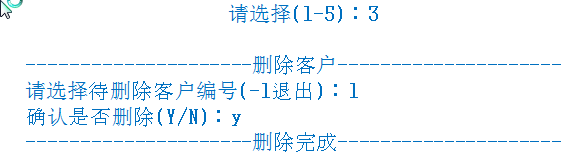 请选择(1-5)：3
---------------------删除客户---------------------
请选择待删除客户编号(-1退出)：1
确认是否删除(Y/N)：y
---------------------删除完成---------------------